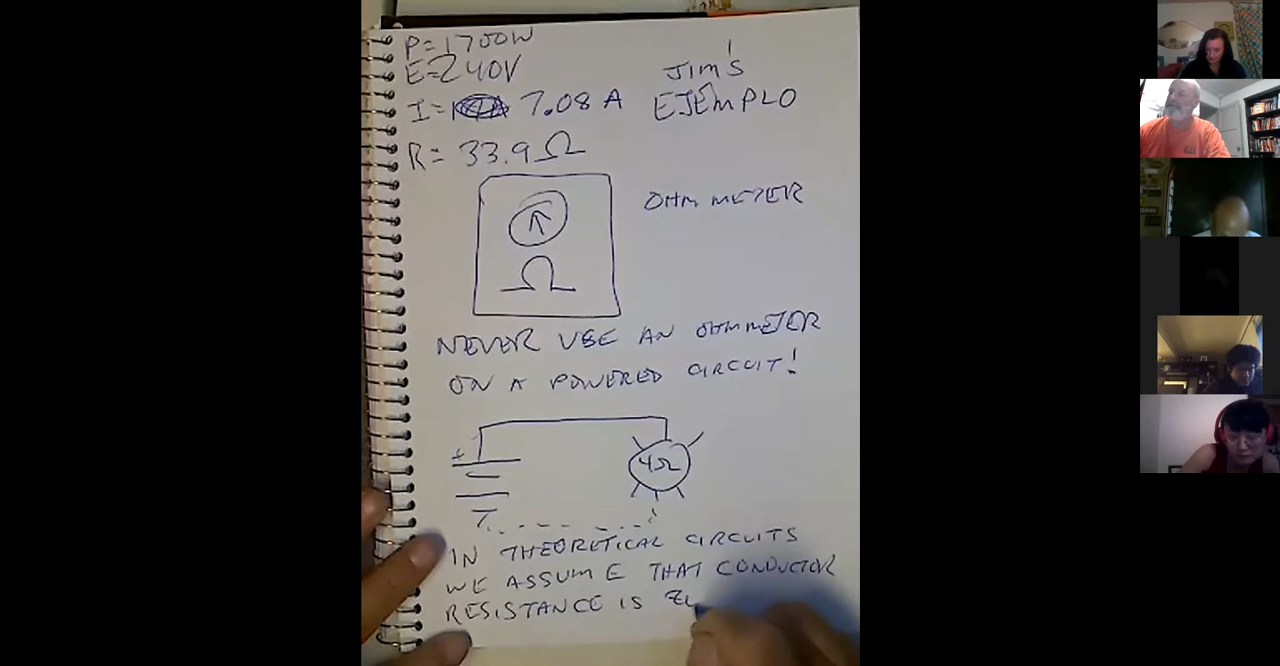 P=1700W
E=240V
I= 7.08 A
R= 33.9Ω
JIM'S
EJEMPLO
OHM METER
Ω
NEVER USE AN OHMMETER
ON A POWERED CIRCUIT!
+
4Ω
IN THEORETICAL CIRCUITS
WE ASSUME THAT CONDUCTOR
RESISTANCE IS